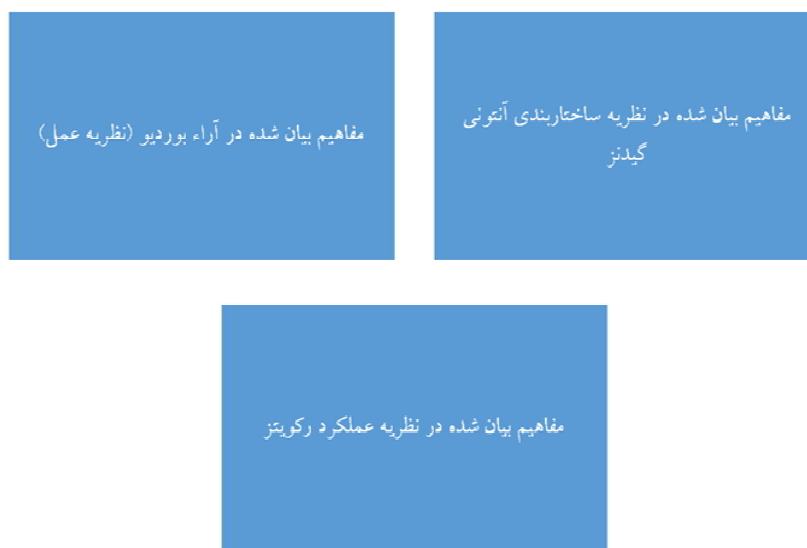 مفاهیم بیان شده در نظریه ساختاربندی آنتونی
گیدنز
مفاهیم بیان شده در آراء بوردیو (نظریه عمل)
مفاهیم بیان شده در نظریه عملکرد رکویتز